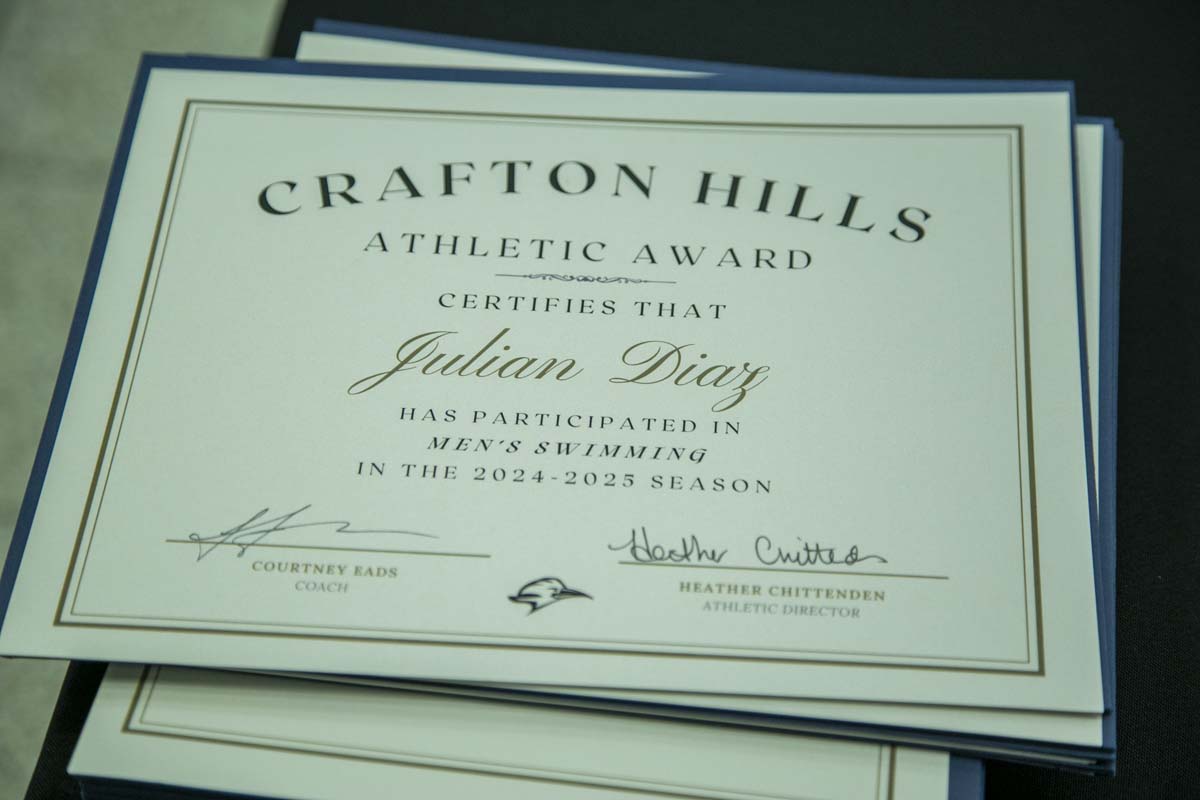 CRAFTON HILLS
ATHLETIC AWARD
CERTIFIES THAT
Julian Diaz
HAS PARTICIPATED IN
MEN'S SWIMMING
IN THE 2024-2025 SEASON
Heather Chittenden
COURTNEY EADS
COACH
HEATHER CHITTENDEN
ATHLETIC DIRECTOR